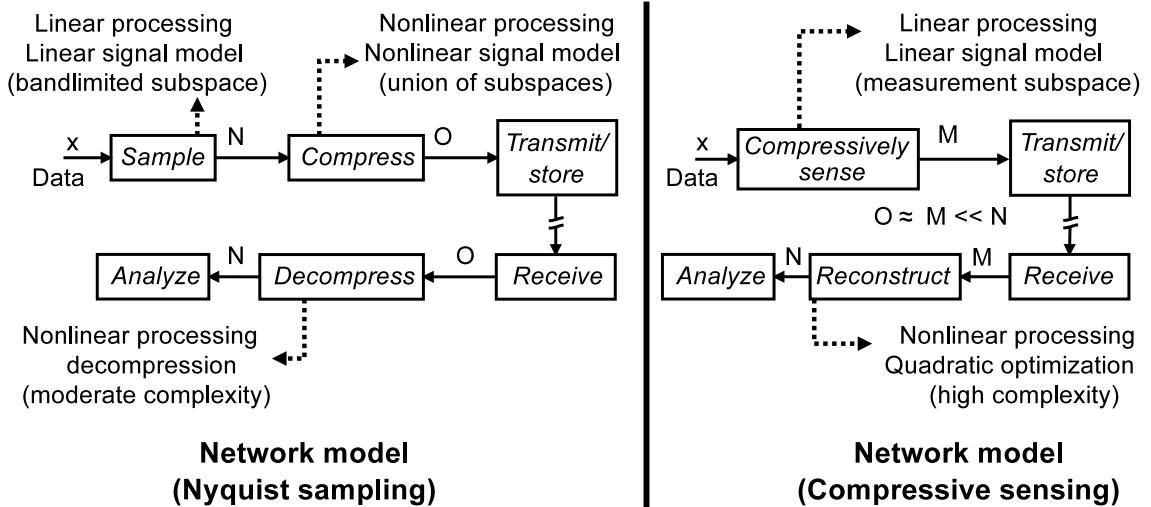 Linear processing
Linear signal model
(bandlimited subspace)
Nonlinear processing
Nonlinear signal model
(union of subspaces)
x
Data
Sample
N
Compress
O
Transmit/
store
Analyze
N
Decompress
O
Receive
Nonlinear processing
decompression
(moderate complexity)
Network model
(Nyquist sampling)
Linear processing
Linear signal model
(measurement subspace)
x
Data
Compressively
sense
M
Transmit/
store
O ≈ M << N
Analyze
N
Reconstruct
M
Receive
Nonlinear processing
Quadratic optimization
(high complexity)
Network model
(Compressive sensing)